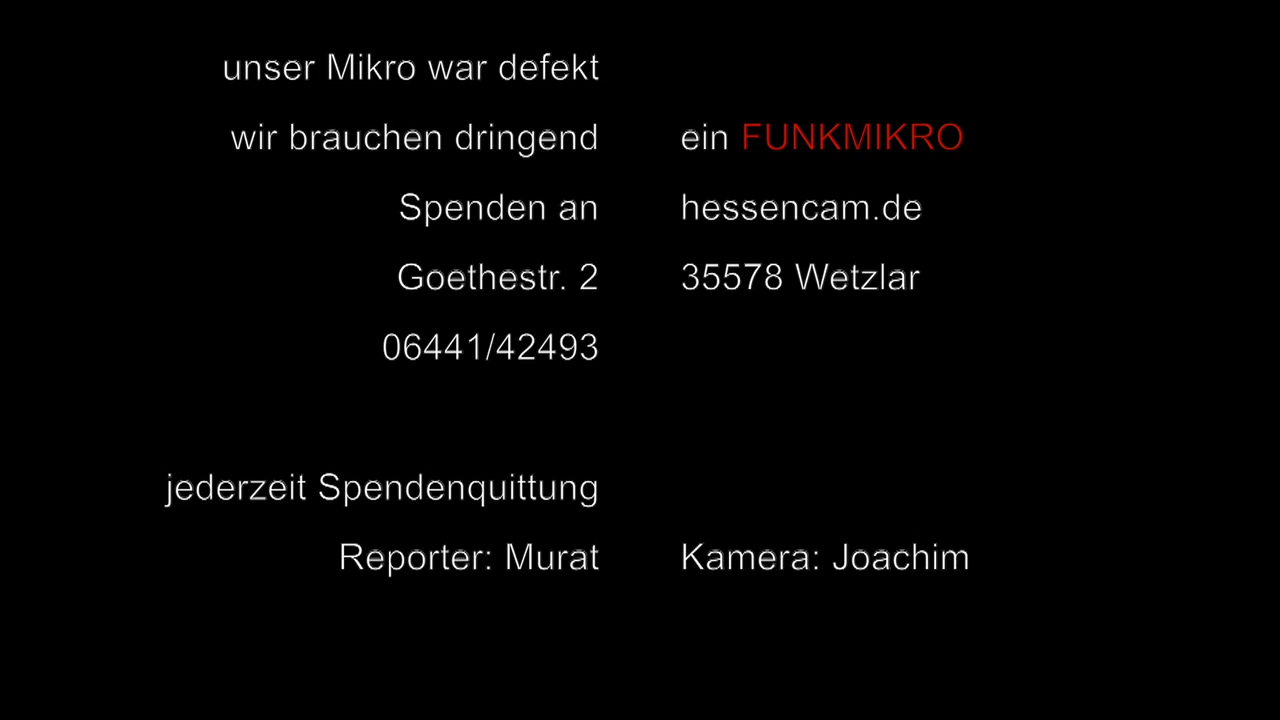 unser Mikro war defekt
wir brauchen dringend ein FUNKMIKRO
Spenden an hessencam.de
Goethestr. 2 35578 Wetzlar
06441/42493
jederzeit Spendenquittung
Reporter: Murat Kamera: Joachim